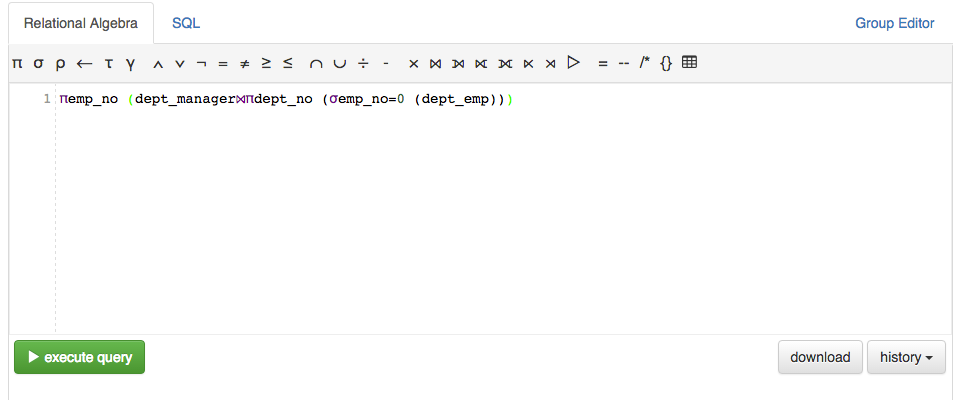 Relational Algebra SQL Group Editor
π σ ρ ← τ γ ∧ ∨ ¬ = ≠ ≥ ≤ ∩ ∪ ÷ - × ⋈ ⟕ ⟖ ⟗ ⋉ ⋊ ▷ = -- /* {}
1 πemp_no (dept_manager⋈πdept_no (σemp_no=0 (dept_emp)))
execute query download history